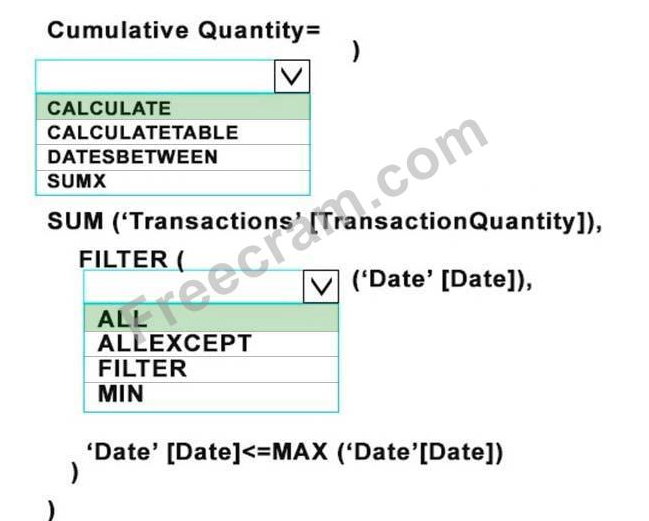 Cumulative Quantity=
)
CALCULATE
CALCULATETABLE
DATESBETWEEN
SUMX
SUM (‘Transactions’ [TransactionQuantity]),
FILTER (
(‘Date’ [Date]),
ALL
ALLEXCEPT
FILTER
MIN
‘Date’ [Date]<=MAX (‘Date’[Date])
)
)
Freecram.com